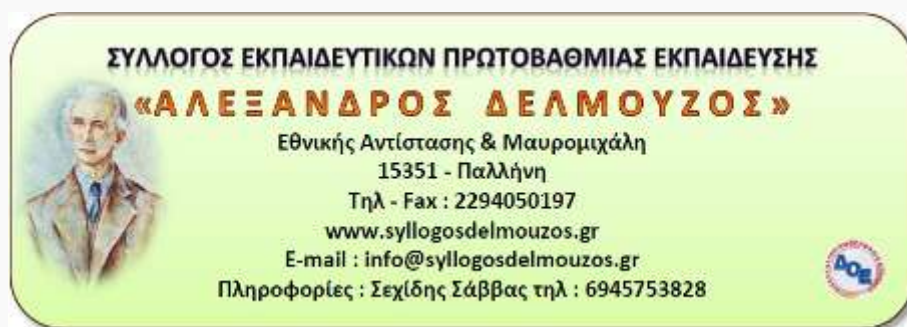 ΣΥΛΛΟΓΟΣ ΕΚΠΑΙΔΕΥΤΙΚΩΝ ΠΡΩΤΟΒΑΘΜΙΑΣ ΕΚΠΑΙΔΕΥΣΗΣ
«ΑΛΕΞΑΝΔΡΟΣ ΔΕΛΜΟΥΖΟΣ»
Εθνικής Αντίστασης & Μαυρομιχάλη
15351 - Παλλήνη
Τηλ - Fax : 2294050197
www.syllogosdelmouzos.gr
E-mail : info@syllogosdelmouzos.gr
Πληροφορίες : Σεχίδης Σάββας τηλ : 6945753828
ΔΟΕ